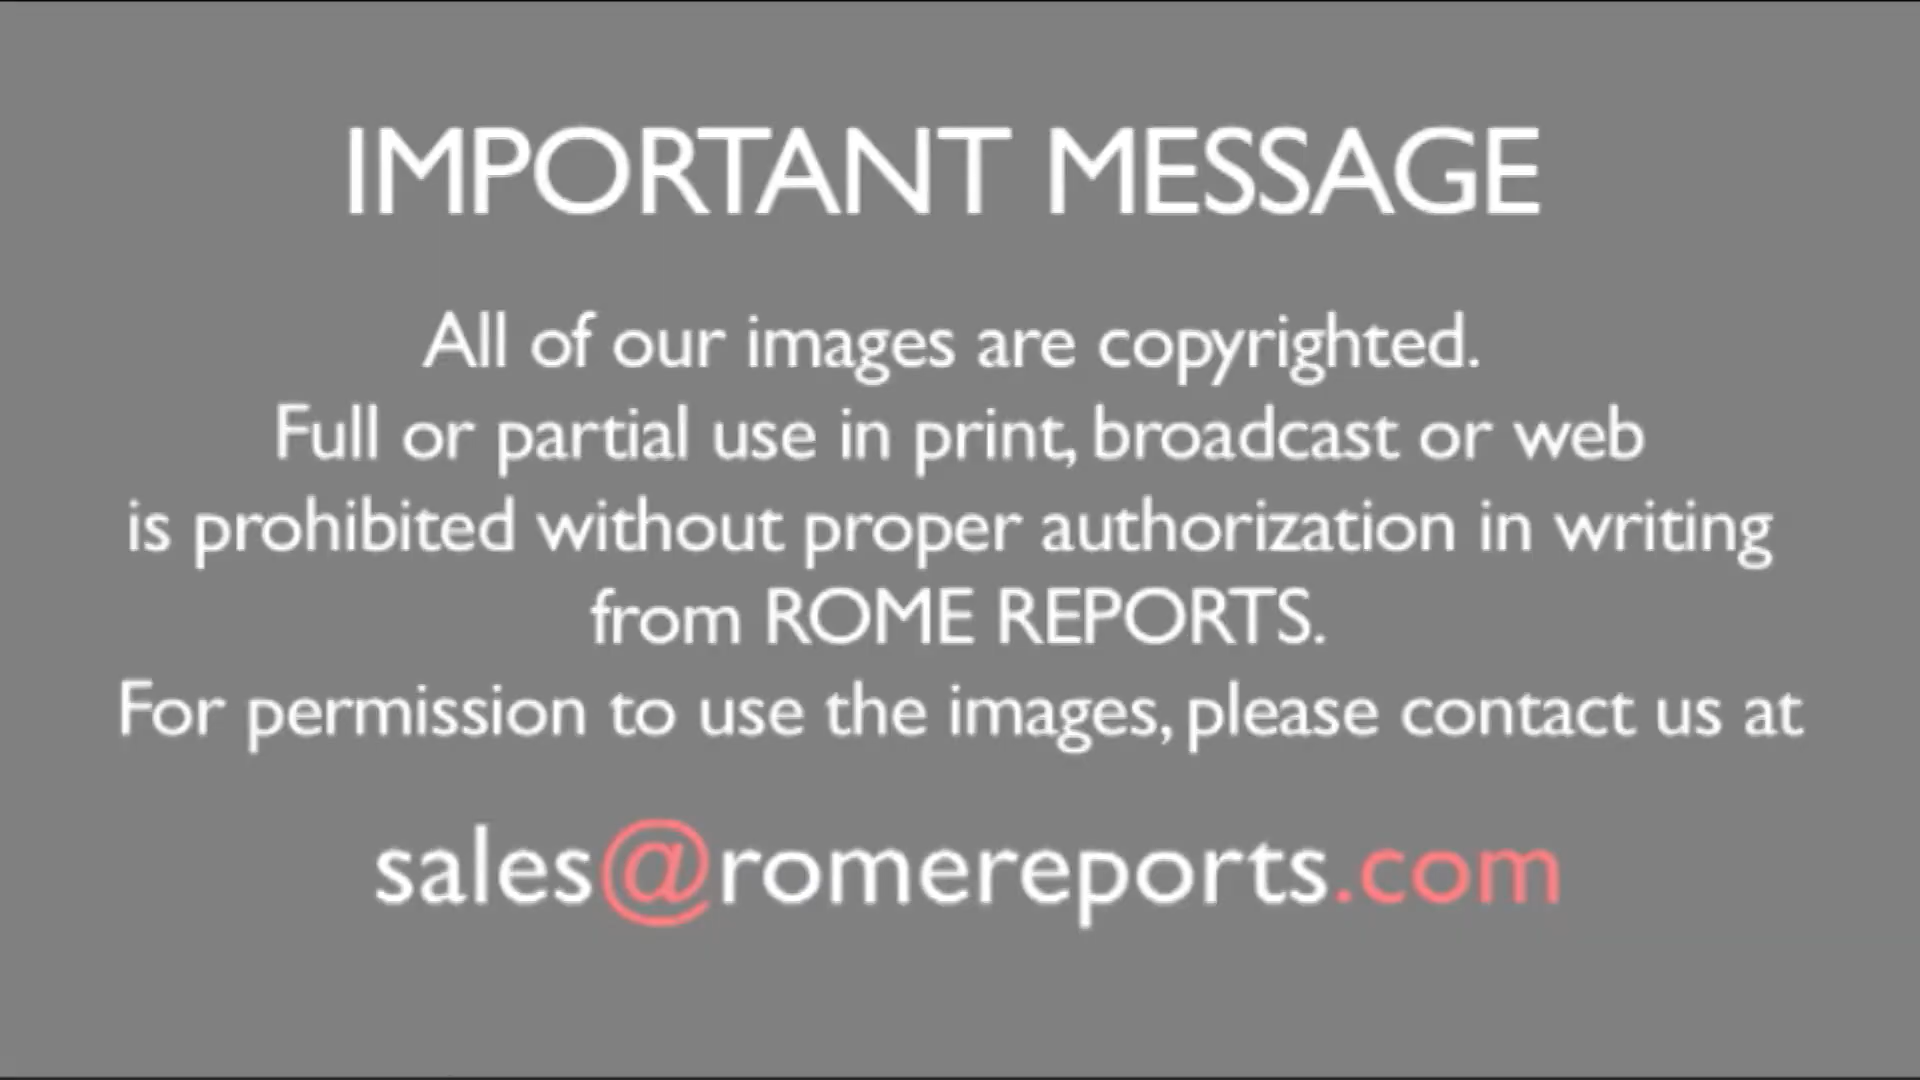 IMPORTANT MESSAGE
All of our images are copyrighted.
Full or partial use in print, broadcast or web
is prohibited without proper authorization in writing
from ROME REPORTS.
For permission to use the images, please contact us at
sales@romereports.com